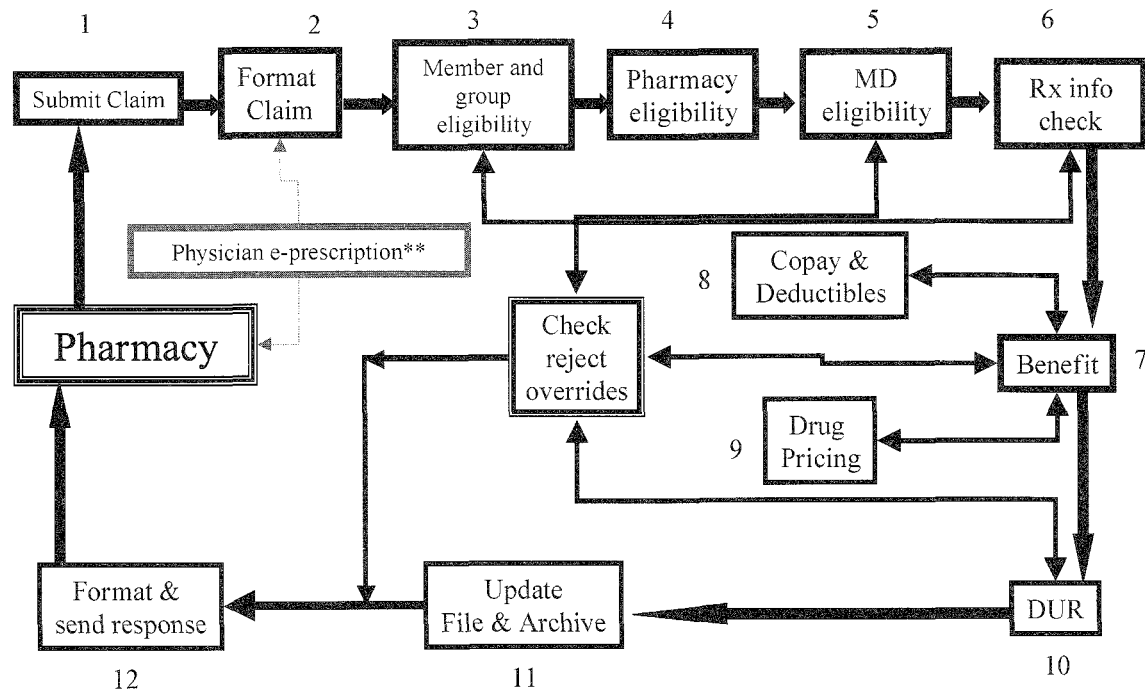 1
2
3
4
5
6
Submit Claim
Format
Claim
Member and
group
eligibility
Pharmacy
eligibility
MD
eligibility
Rx info
check
Physician e-prescription**
8
Copay &
Deductibles
Pharmacy
Check
reject
overrides
Benefit
7
9
Drug
Pricing
Format &
send response
Update
File & Archive
DUR
12
11
10